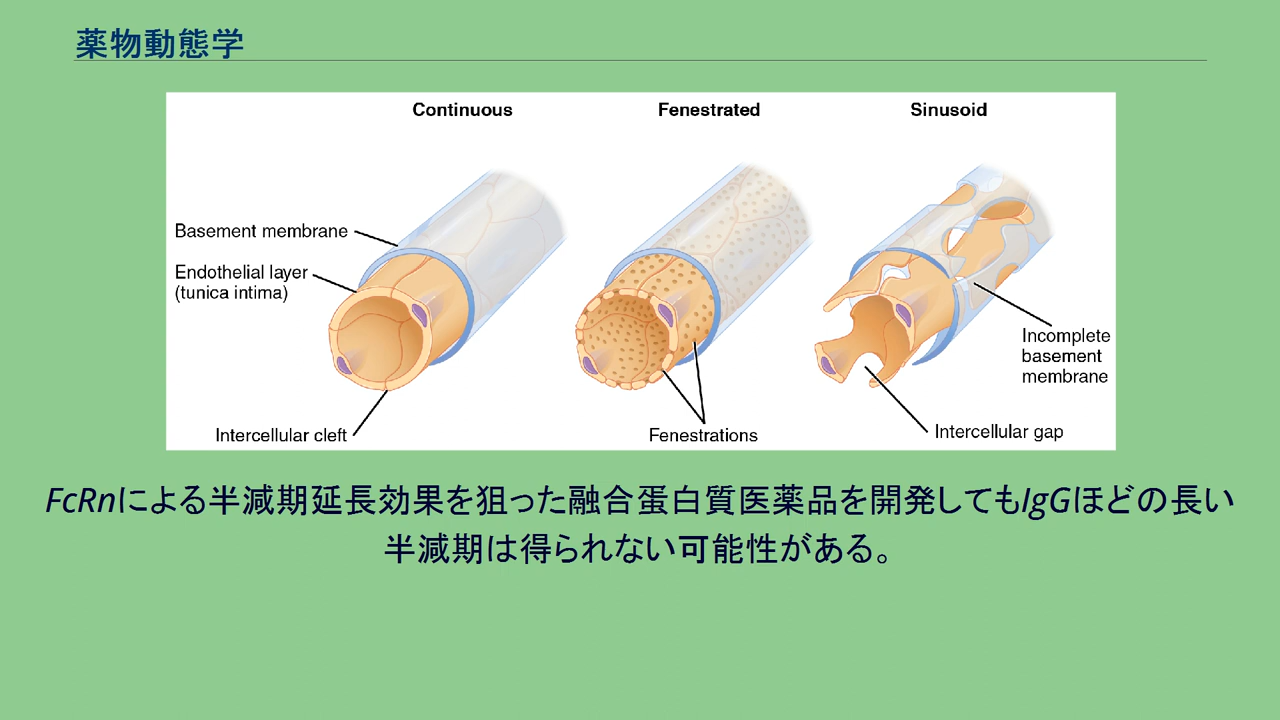 薬物動態学
Continuous
Fenestrated
Sinusoid
Basement membrane
Endothelial layer
(tunica intima)
Intercellular cleft
Fenestrations
Incomplete
basement
membrane
Intercellular gap
FcRnによる半減期延長効果を狙った融合蛋白質医薬品を開発してもIgGほどの長い
半減期は得られない可能性がある。